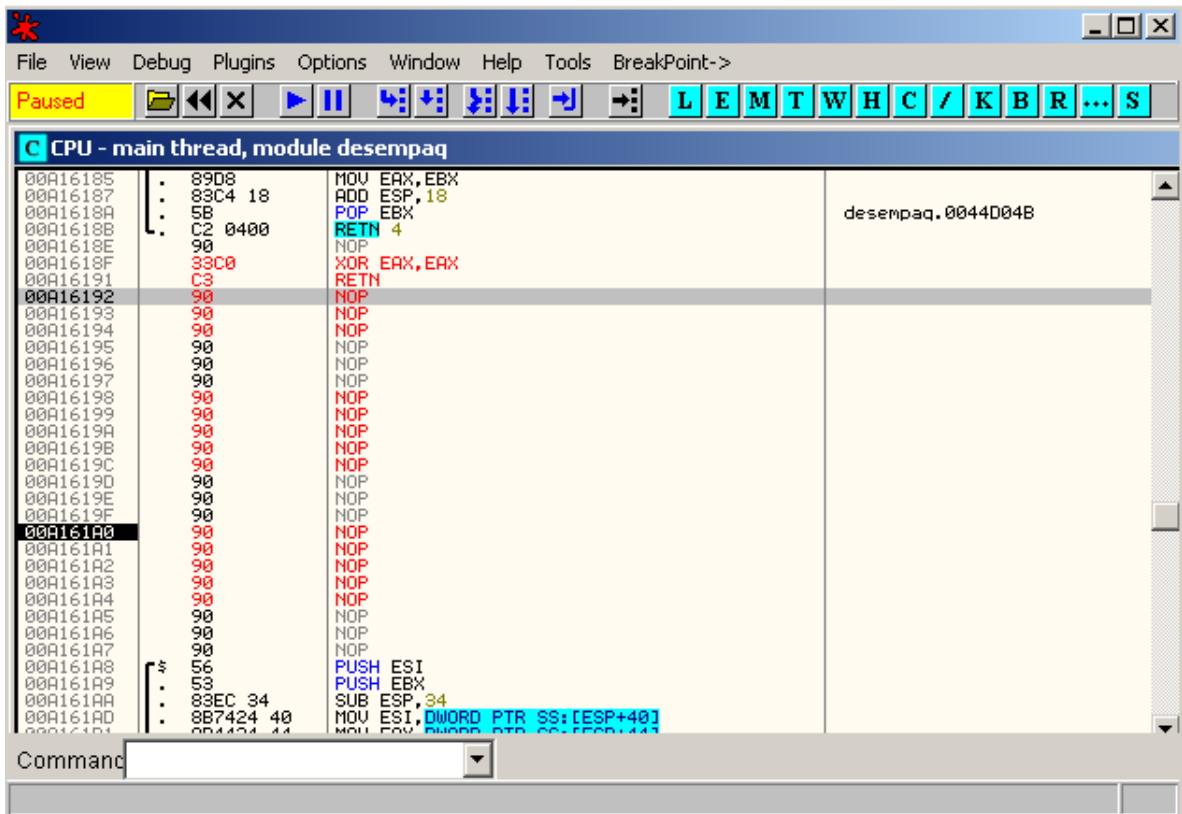 File View Debug Plugins Options Window Help Tools BreakPoint->
Paused L E M T W H C / K B R ... S
C CPU - main thread, module desempaq
00A16185 . 89D8 MOV EAX,EBX
00A16187 . 83C4 18 ADD ESP,18
00A1618A . 5B POP EBX desempaq.0044D04B
00A1618B . C2 0400 RETN 4
00A1618E 90 NOP
00A1618F 33C0 XOR EAX,EAX
00A16191 C3 RETN
00A16192 90 NOP
00A16193 90 NOP
00A16194 90 NOP
00A16195 90 NOP
00A16196 90 NOP
00A16197 90 NOP
00A16198 90 NOP
00A16199 90 NOP
00A1619A 90 NOP
00A1619B 90 NOP
00A1619C 90 NOP
00A1619D 90 NOP
00A1619E 90 NOP
00A1619F 90 NOP
00A161A0 90 NOP
00A161A1 90 NOP
00A161A2 90 NOP
00A161A3 90 NOP
00A161A4 90 NOP
00A161A5 90 NOP
00A161A6 90 NOP
00A161A7 90 NOP
00A161A8 $ 56 PUSH ESI
00A161A9 . 53 PUSH EBX
00A161AA . 83EC 34 SUB ESP,34
00A161AD . 8B7424 40 MOV ESI,DWORD PTR SS:[ESP+40]
Command